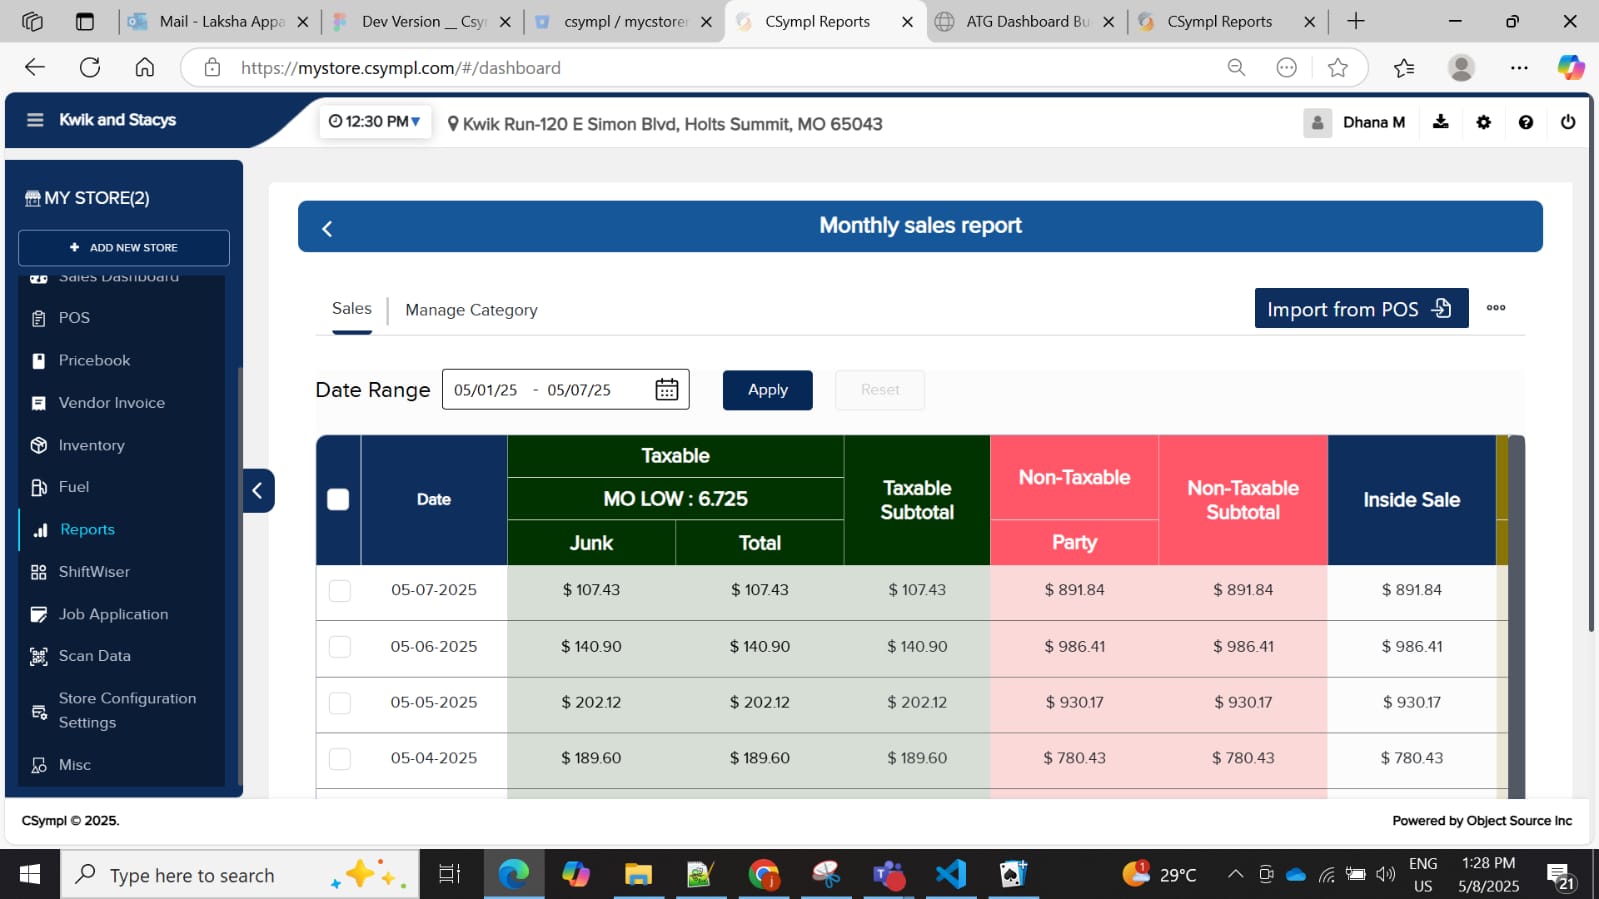 Mail - Laksha Appa
Dev Version __ Csy
csympl / mycstorer
CSympl Reports
ATG Dashboard Bu
CSympl Reports
https://mystore.csympl.com/#/dashboard
Kwik and Stacys
12:30 PM
Kwik Run-120 E Simon Blvd, Holts Summit, MO 65043
Dhana M
MY STORE(2)
ADD NEW STORE
Sales Dashboard
POS
Pricebook
Vendor Invoice
Inventory
Fuel
Reports
ShiftWiser
Job Application
Scan Data
Store Configuration
Settings
Misc
Monthly sales report
Sales
Manage Category
Import from POS
Date Range
05/01/25 - 05/07/25
Apply
Reset
Date
Taxable
MO LOW : 6.725
Junk
Total
Taxable
Subtotal
Non-Taxable
Party
Non-Taxable
Subtotal
Inside Sale
05-07-2025 $ 107.43 $ 107.43 $ 107.43 $ 891.84 $ 891.84 $ 891.84
05-06-2025 $ 140.90 $ 140.90 $ 140.90 $ 986.41 $ 986.41 $ 986.41
05-05-2025 $ 202.12 $ 202.12 $ 202.12 $ 930.17 $ 930.17 $ 930.17
05-04-2025 $ 189.60 $ 189.60 $ 189.60 $ 780.43 $ 780.43 $ 780.43
CSympl © 2025.
Powered by Object Source Inc
Type here to search
1
29°C
ENG
US
1:28 PM
5/8/2025
21